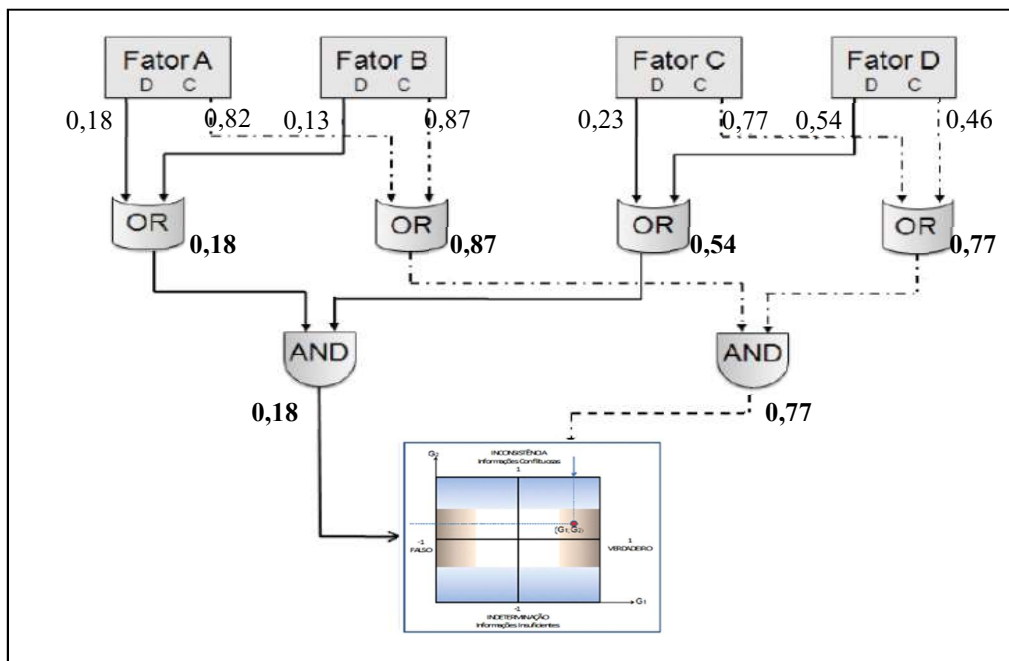 Fator A
D C
Fator B
D C
Fator C
D C
Fator D
D C
0,18
0,82
0,13
0,87
0,23
0,77
0,54
0,46
OR
0,18
OR
0,87
OR
0,54
OR
0,77
AND
0,18
AND
0,77
INCONSISTÊNCIA
Informações Conflituosas
G2
1
(G1,G2)
-1
FALSO
1
VERDADEIRO
-1
G1
INDETERMINAÇÃO
Informações Insuficientes